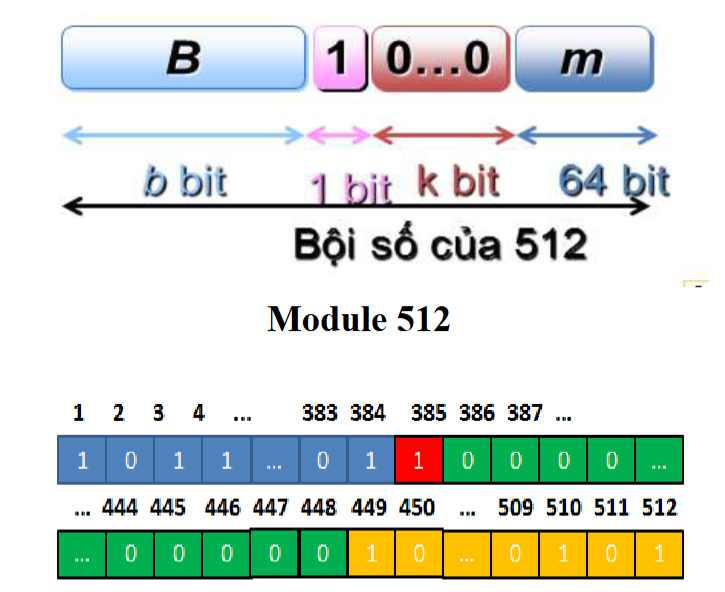 B 1 0...0 m
b bit 1 bit k bit 64 bit
Bội số của 512
Module 512
1 2 3 4 ... 383 384 385 386 387 ...
1 0 1 1 ... 0 1 1 0 0 0 0 ...
... 444 445 446 447 448 449 450 ... 509 510 511 512
... 0 0 0 0 0 1 0 ... 0 1 0 1